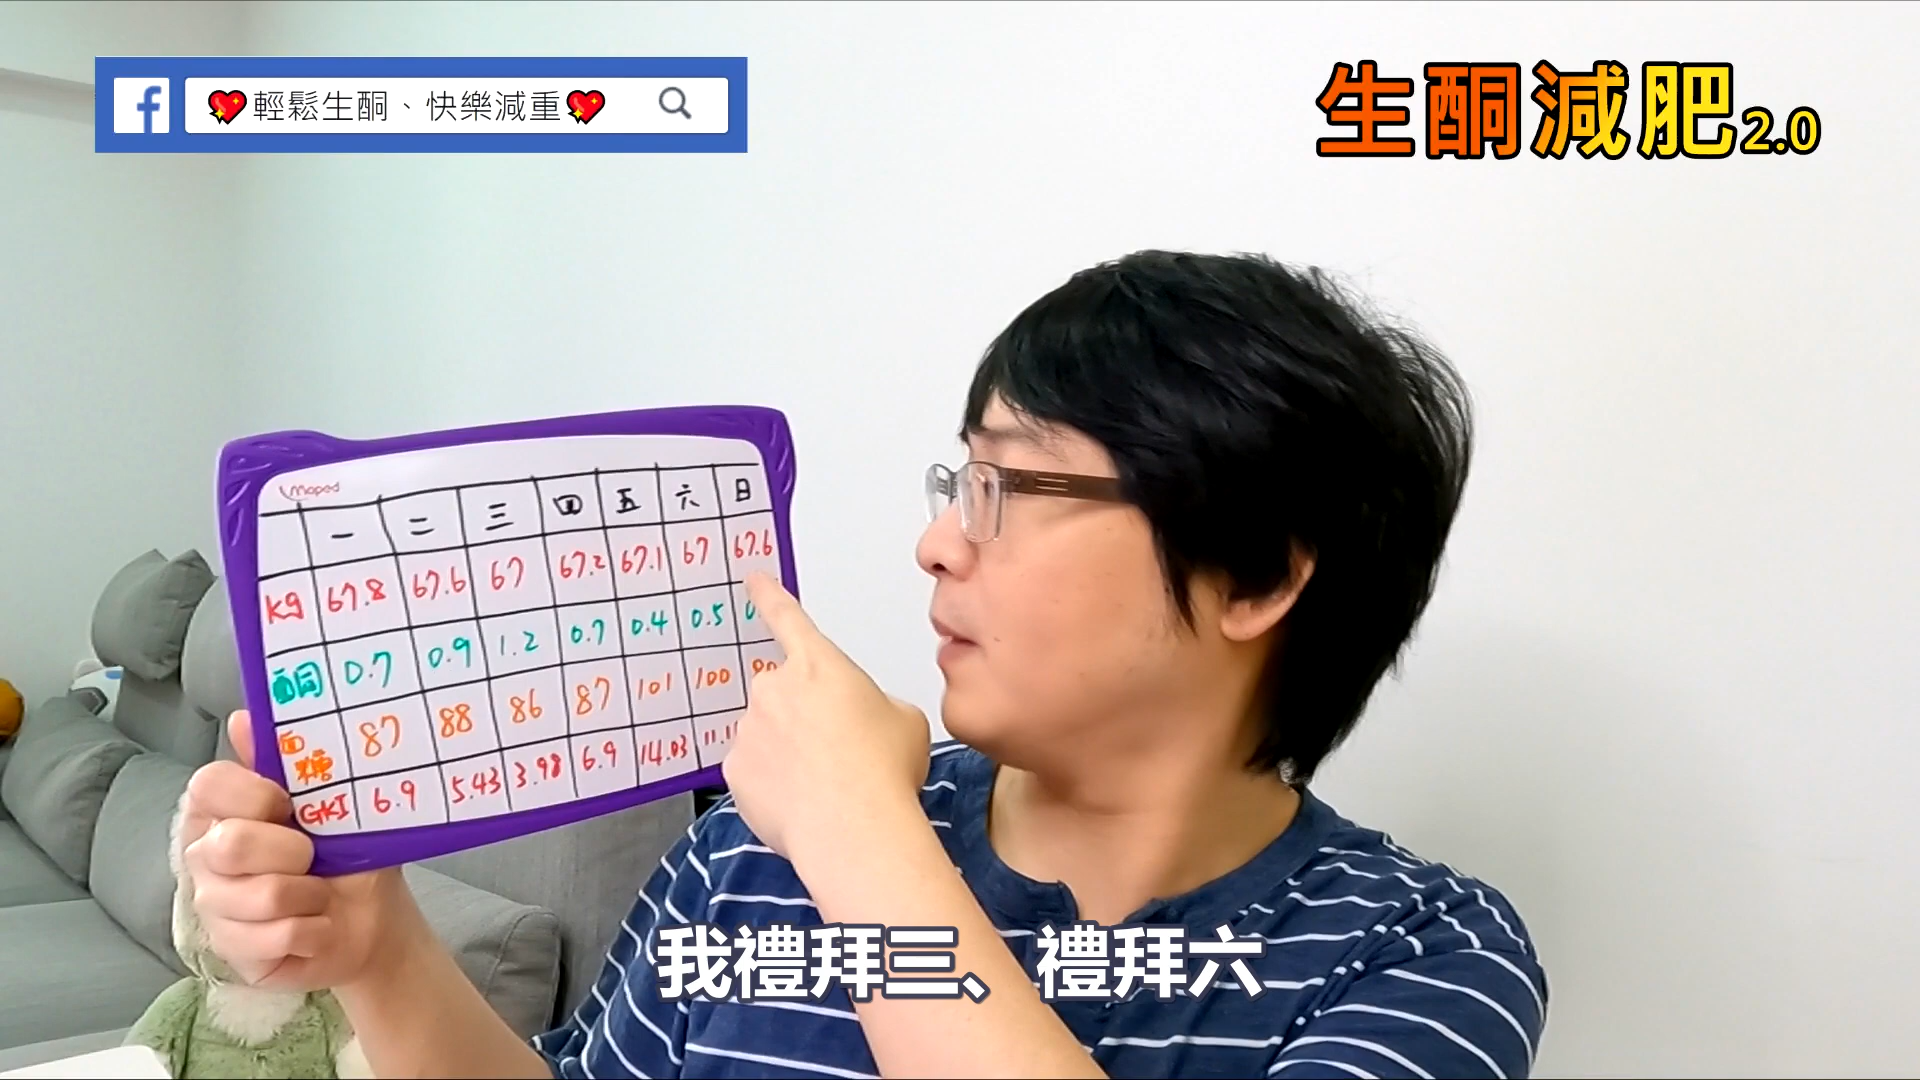 輕鬆生酮、快樂減重
生酮減肥2.0
Maped
一 二 三 四 五 六 日
kg 67.8 67.6 67 67.2 67.1 67 67.6
酮 0.7 0.9 1.2 0.7 0.4 0.5
血糖 87 88 86 87 101 100
GKI 6.9 5.43 3.98 6.9 14.03
我禮拜三、禮拜六